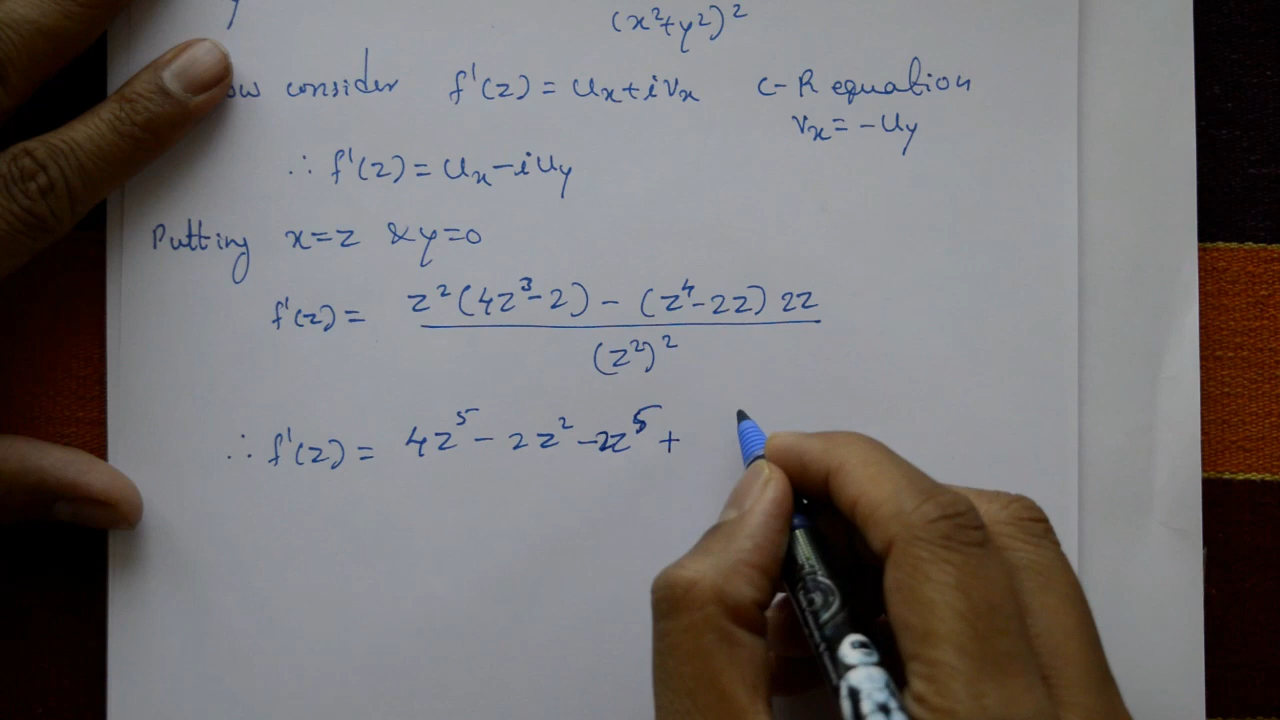 (x²+y²)²
consider f'(z) = Ux+iVx C-R equation
Vx = -Uy
∴ f'(z) = Ux-iUy
Putting x=z & y=0
f'(z) = z²(4z³-2) - (z⁴-2z) 2z
(z²)²
∴ f'(z) = 4z⁵ - 2z² - 2z⁵ +